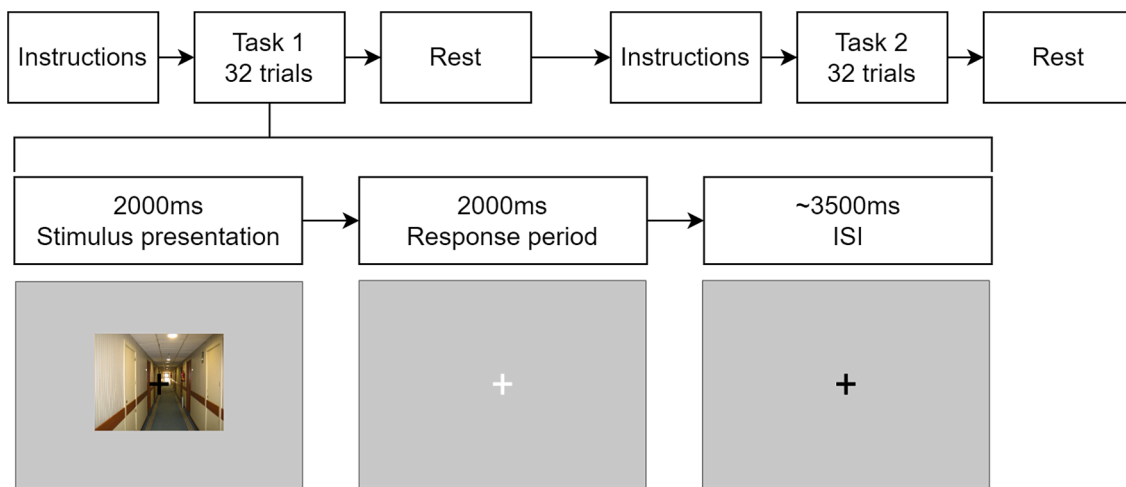 Instructions
Task 1
32 trials
Rest
Instructions
Task 2
32 trials
Rest
2000ms
Stimulus presentation
2000ms
Response period
~3500ms
ISI